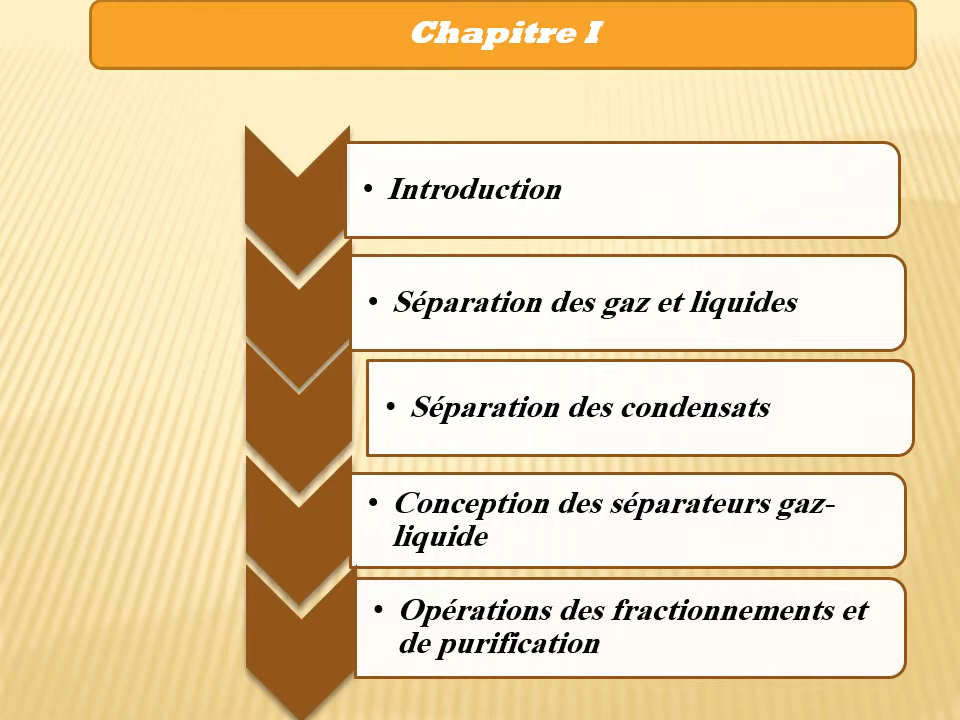 Chapitre I
• Introduction
• Séparation des gaz et liquides
• Séparation des condensats
• Conception des séparateurs gaz-
liquide
• Opérations des fractionnements et
de purification